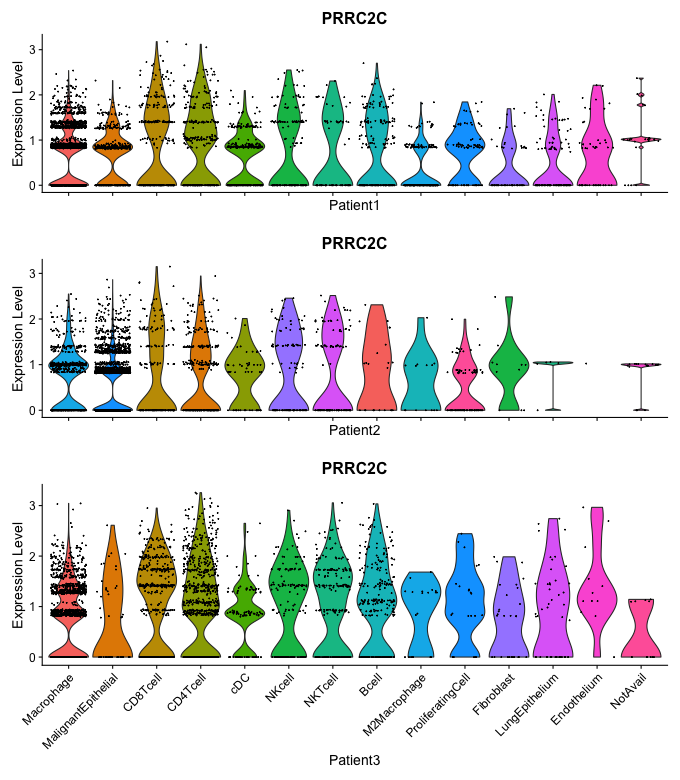 PRRC2C
Expression Level
3
2
1
0
Patient1
PRRC2C
Expression Level
3
2
1
0
Patient2
PRRC2C
Expression Level
3
2
1
0
Macrophage
MalignantEpithelial
CD8Tcell
CD4Tcell
cDC
NKcell
NKTcell
Bcell
M2Macrophage
ProliferatingCell
Fibroblast
LungEpithelium
Endothelium
NotAvail
Patient3